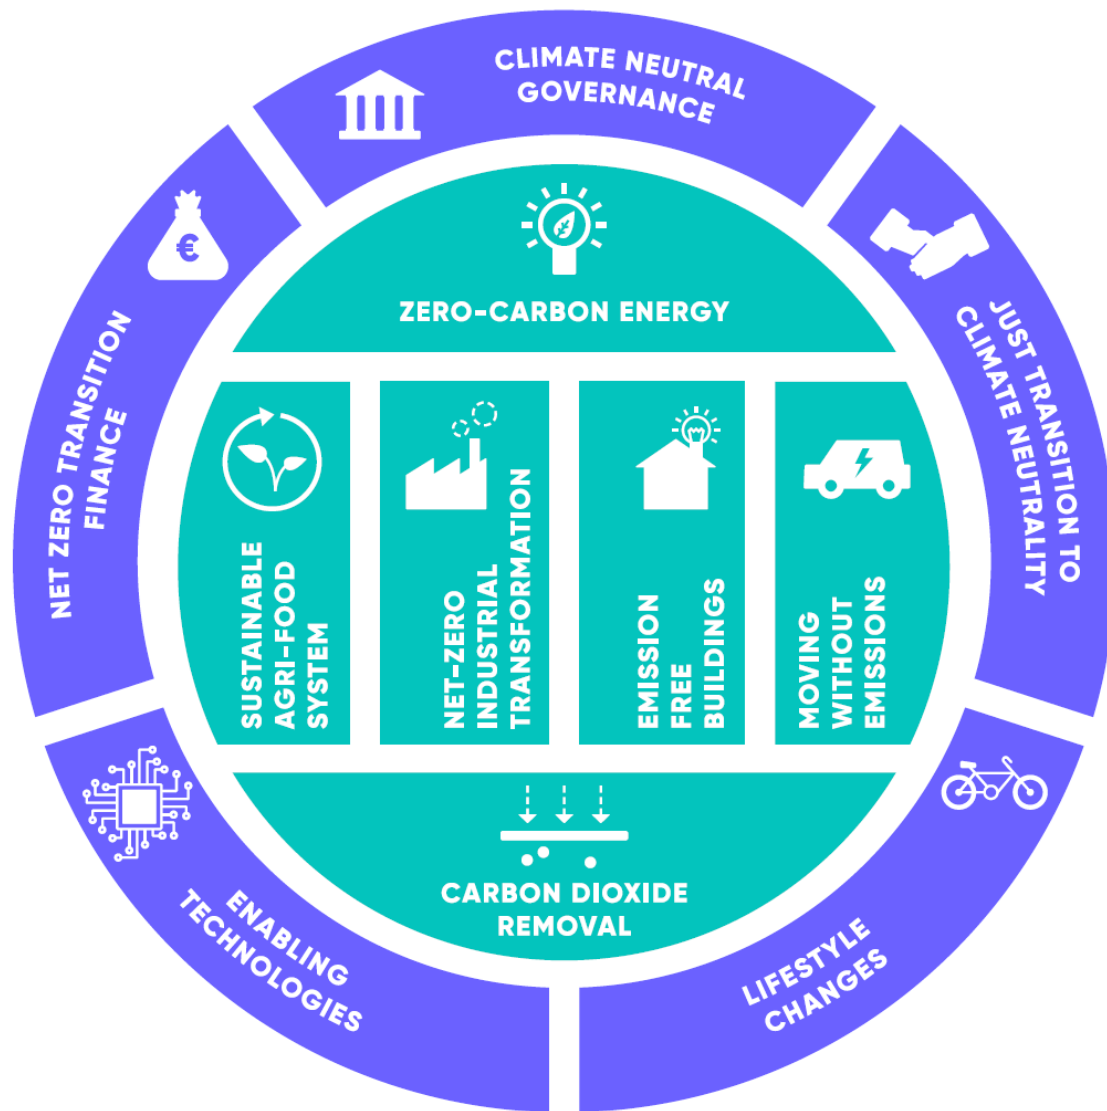 CLIMATE NEUTRAL
GOVERNANCE
€
NET ZERO TRANSITION
FINANCE
JUST TRANSITION TO
CLIMATE NEUTRALITY
ZERO-CARBON ENERGY
SUSTAINABLE
AGRI-FOOD
SYSTEM
NET-ZERO
INDUSTRIAL
TRANSFORMATION
EMISSION
FREE
BUILDINGS
MOVING
WITHOUT
EMISSIONS
CARBON DIOXIDE
REMOVAL
ENABLING
TECHNOLOGIES
LIFESTYLE
CHANGES